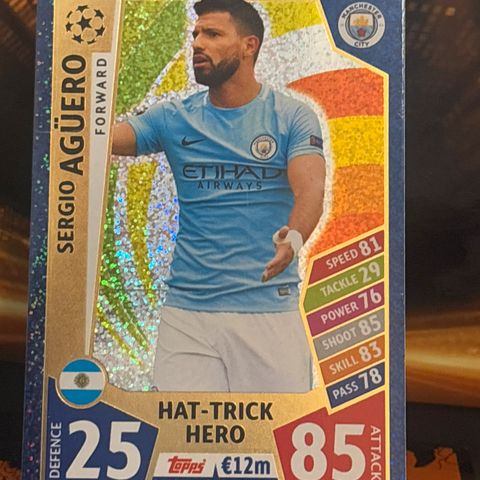 MANCHESTER
CITY
SERGIO AGÜERO
FORWARD
ETIHAD
AIRWAYS
SPEED 81
TACKLE 29
POWER 76
SHOOT 85
SKILL 83
PASS 78
HAT-TRICK
HERO
DEFENCE 25
ATTACK 85
Topps €12m